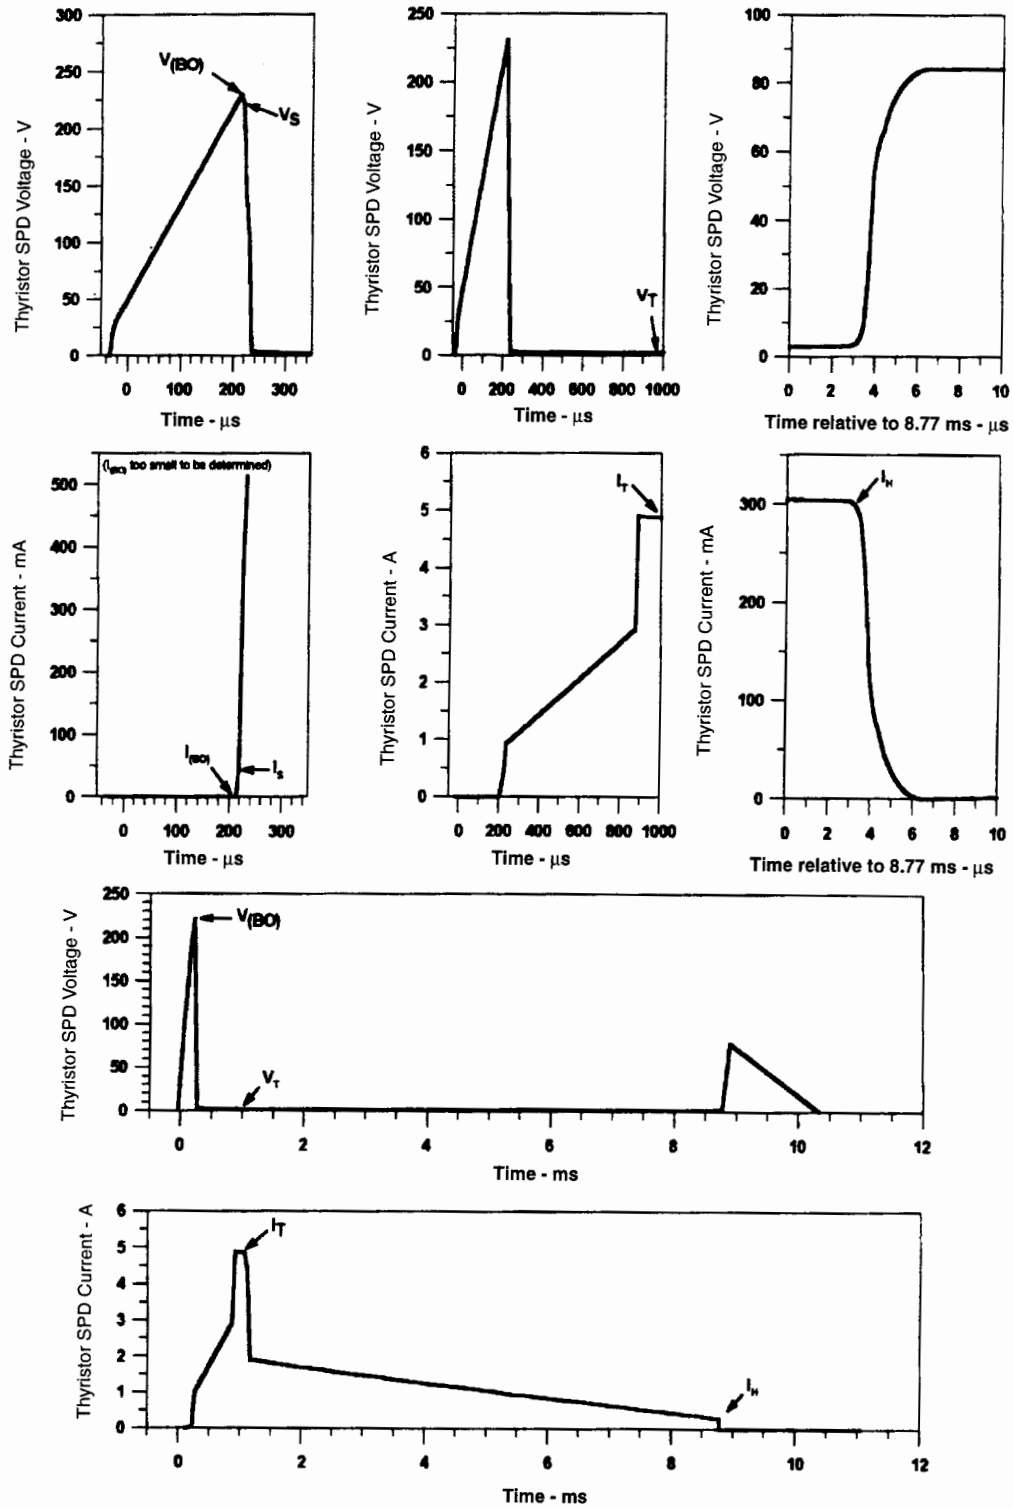 Thyristor SPD Voltage - V
300
250
200
150
100
50
0
V(BO)
VS
0 100 200 300
Time - μs
Thyristor SPD Voltage - V
250
200
150
100
50
0
VT
0 200 400 600 800 1000
Time - μs
Thyristor SPD Voltage - V
100
80
60
40
20
0
0 2 4 6 8 10
Time relative to 8.77 ms - μs
Thyristor SPD Current - mA
(I(BO) too small to be determined)
500
400
300
200
100
0
I(BO)
IS
0 100 200 300
Time - μs
Thyristor SPD Current - A
6
5
4
3
2
1
0
IT
0 200 400 600 800 1000
Time - μs
Thyristor SPD Current - mA
300
200
100
0
IH
0 2 4 6 8 10
Time relative to 8.77 ms - μs
Thyristor SPD Voltage - V
250
200
150
100
50
0
V(BO)
VT
0 2 4 6 8 10 12
Time - ms
Thyristor SPD Current - A
6
5
4
3
2
1
0
IT
IH
0 2 4 6 8 10 12
Time - ms